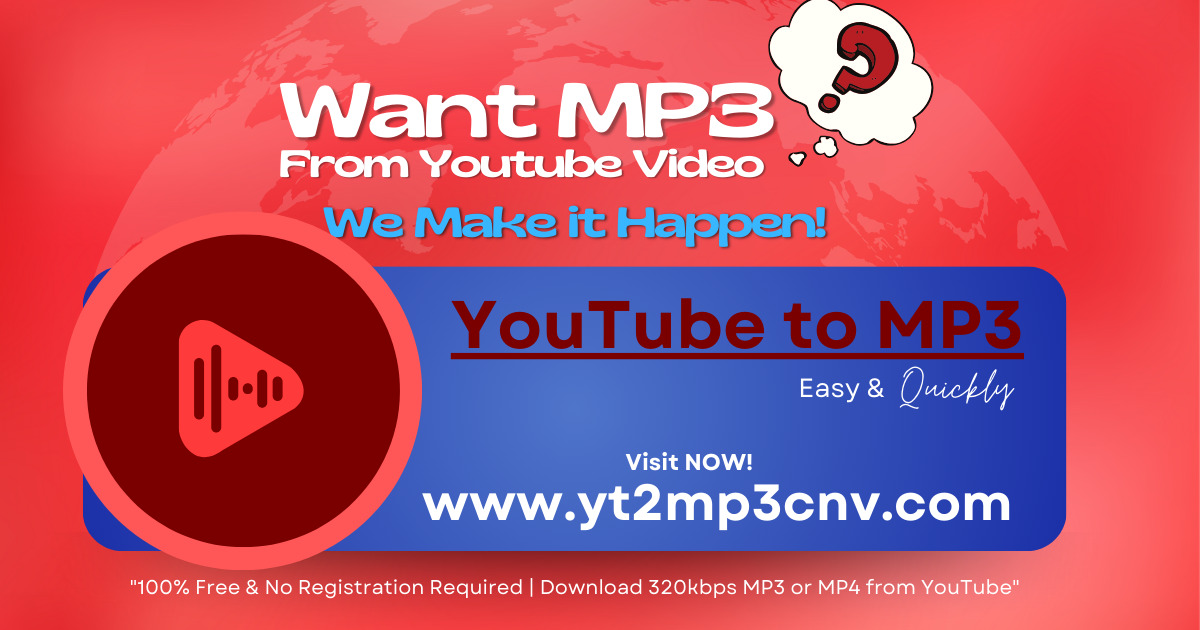 Want MP3
From Youtube Video
We Make it Happen!
YouTube to MP3
Easy & Quickly
Visit NOW!
www.yt2mp3cnv.com
"100% Free & No Registration Required | Download 320kbps MP3 or MP4 from YouTube"